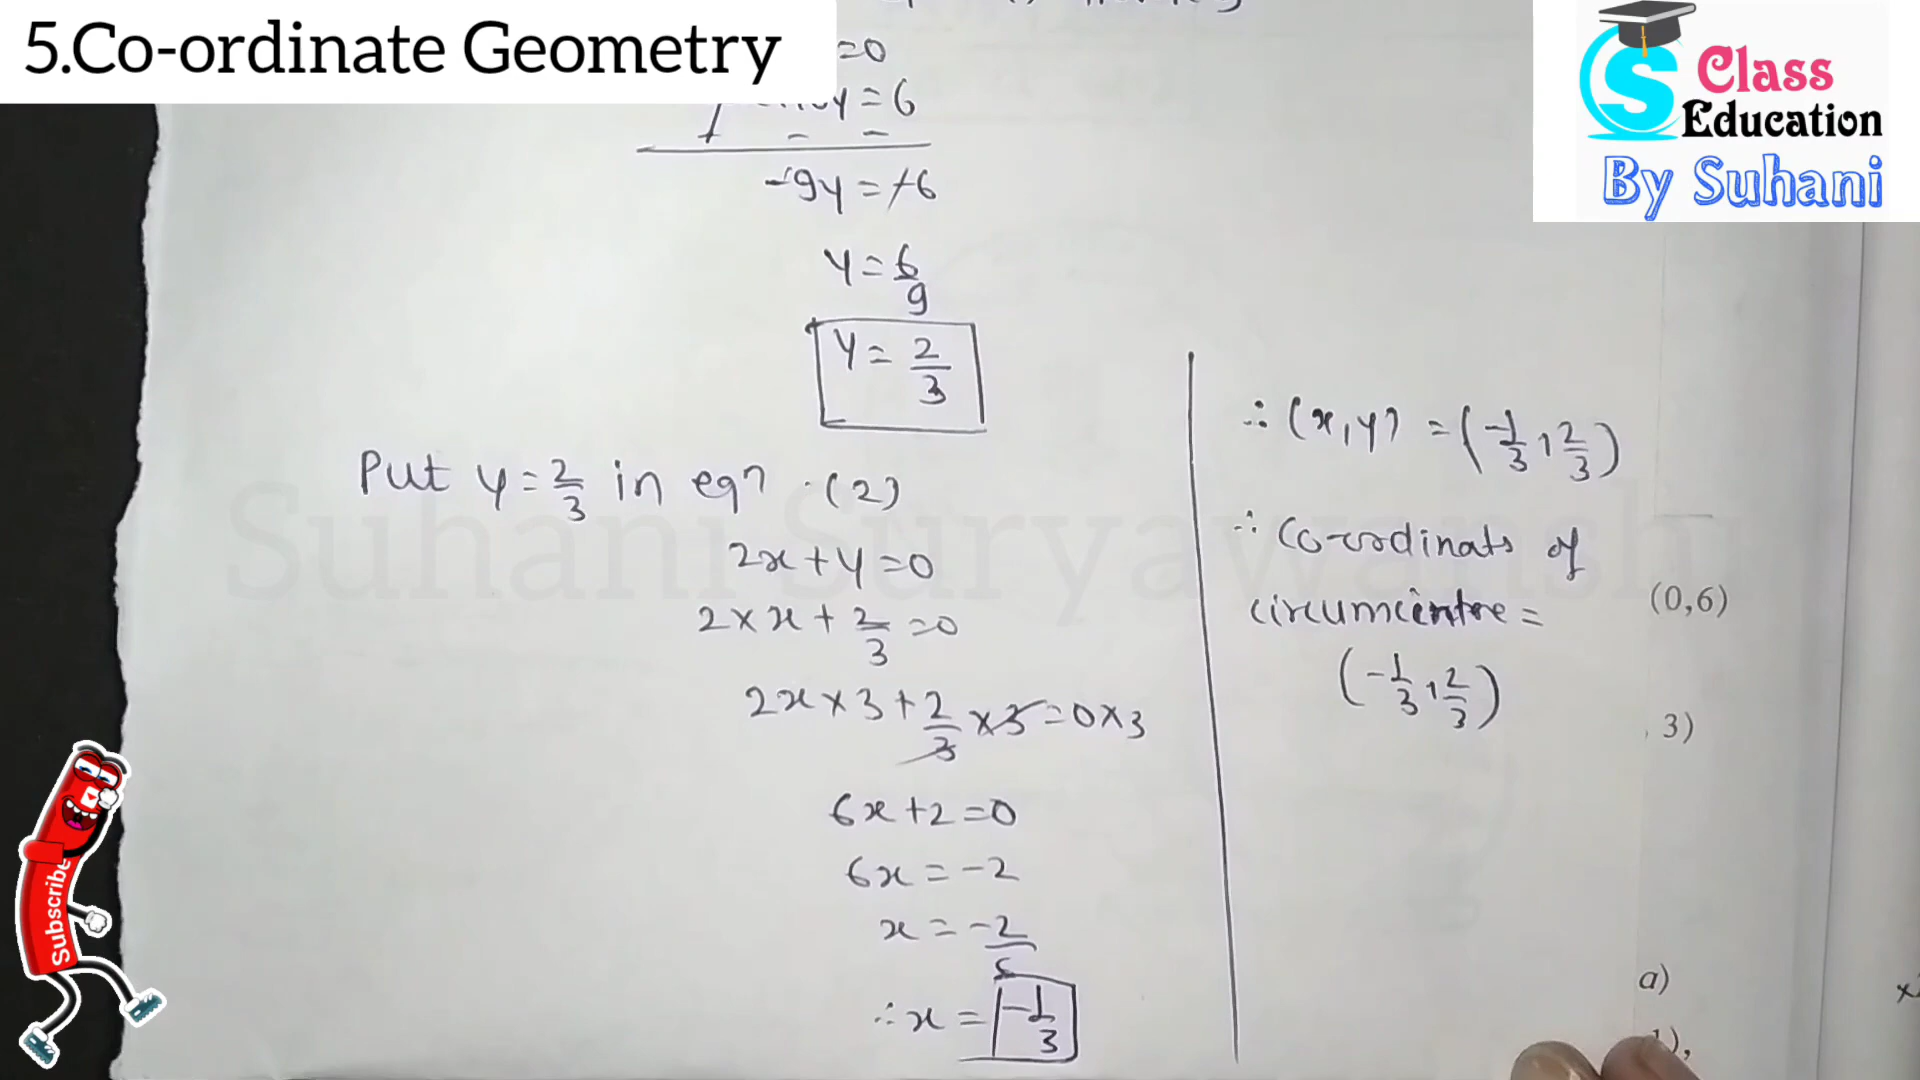 5.Co-ordinate Geometry
Class
Education
By Suhani
=0
y = 6
-9y = -6
y = 6/9
y = 2/3
Put y = 2/3 in eqn (2)
2x + y = 0
2 × x + 2/3 = 0
2x × 3 + 2/3 × 3 = 0 × 3
6x + 2 = 0
6x = -2
x = -2/6
∴ x = -1/3
∴ (x, y) = (-1/3, 2/3)
∴ Co-ordinats of
circumcintre =
(-1/3, 2/3)
(0,6)
, 3)
a)
Suhani Suryawanshi
Subscribe